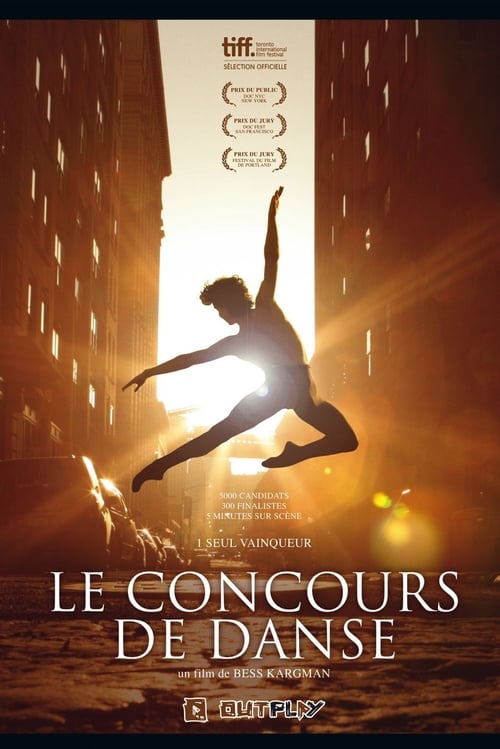 tiff. toronto
international
film festival
SÉLECTION OFFICIELLE
PRIX DU PUBLIC
DOC NYC
NEW YORK
PRIX DU JURY
DOC FEST
SAN FRANCISCO
PRIX DU JURY
FESTIVAL DU FILM
DE PORTLAND
5000 CANDIDATS
300 FINALISTES
5 MINUTES SUR SCÈNE
1 SEUL VAINQUEUR
LE CONCOURS
DE DANSE
un film de BESS KARGMAN
OUTPLAY